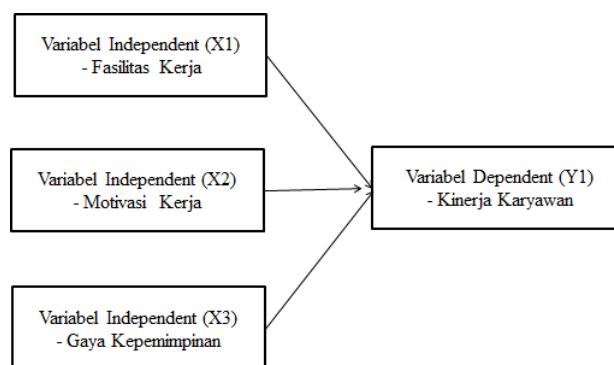 Variabel Independent (X1)
- Fasilitas Kerja
Variabel Independent (X2)
- Motivasi Kerja
Variabel Dependent (Y1)
- Kinerja Karyawan
Variabel Independent (X3)
- Gaya Kepemimpinan